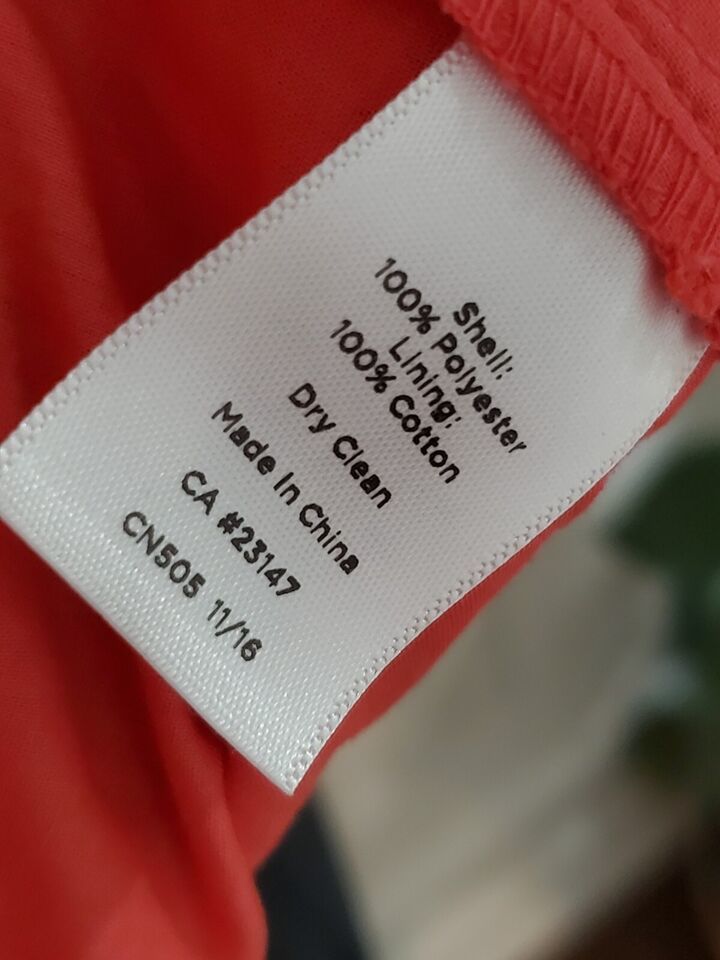 Shell:
100% Polyester
Lining:
100% Cotton
Dry Clean
Made In China
CA #23147
CN505 11/16